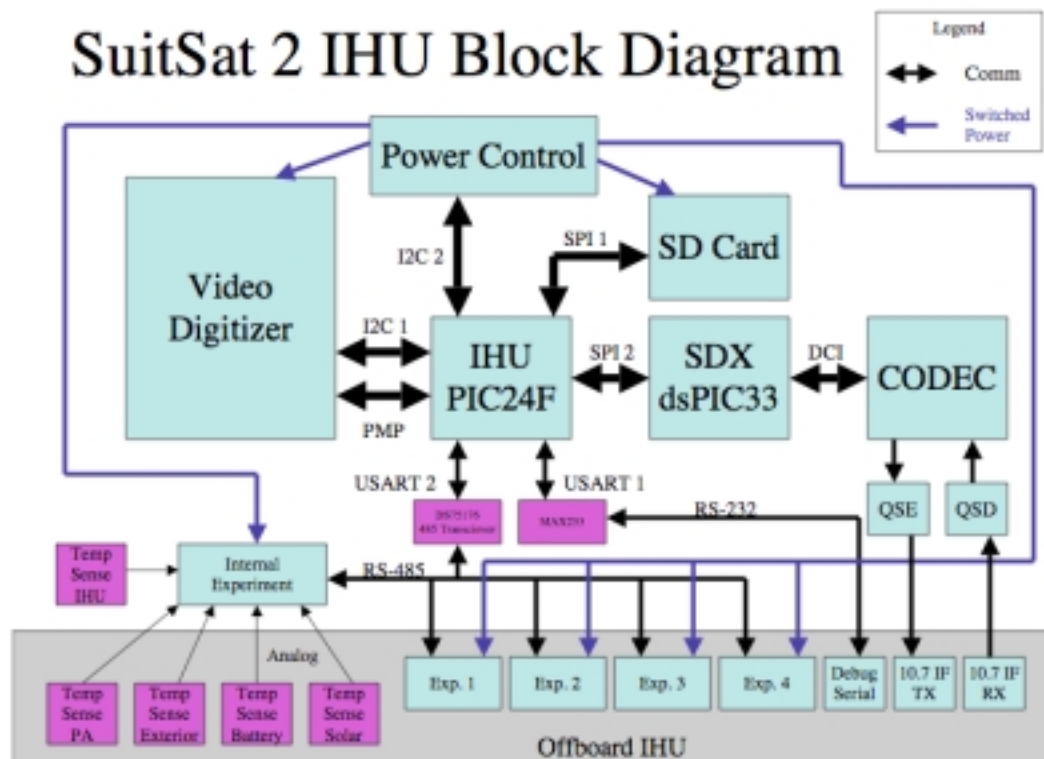 SuitSat 2 IHU Block Diagram
Legend
Comm
Switched
Power
Power Control
Video
Digitizer
I2C 2
SPI 1
SD Card
I2C 1
PMP
IHU
PIC24F
SPI 2
SDX
dsPIC33
DCI
CODEC
USART 2
USART 1
DS75176
485 Transciever
MAX233
RS-232
QSE
QSD
Temp
Sense
IHU
Internal
Experiment
RS-485
Analog
Temp
Sense
PA
Temp
Sense
Exterior
Temp
Sense
Battery
Temp
Sense
Solar
Exp. 1
Exp. 2
Exp. 3
Exp. 4
Debug
Serial
10.7 IF
TX
10.7 IF
RX
Offboard IHU